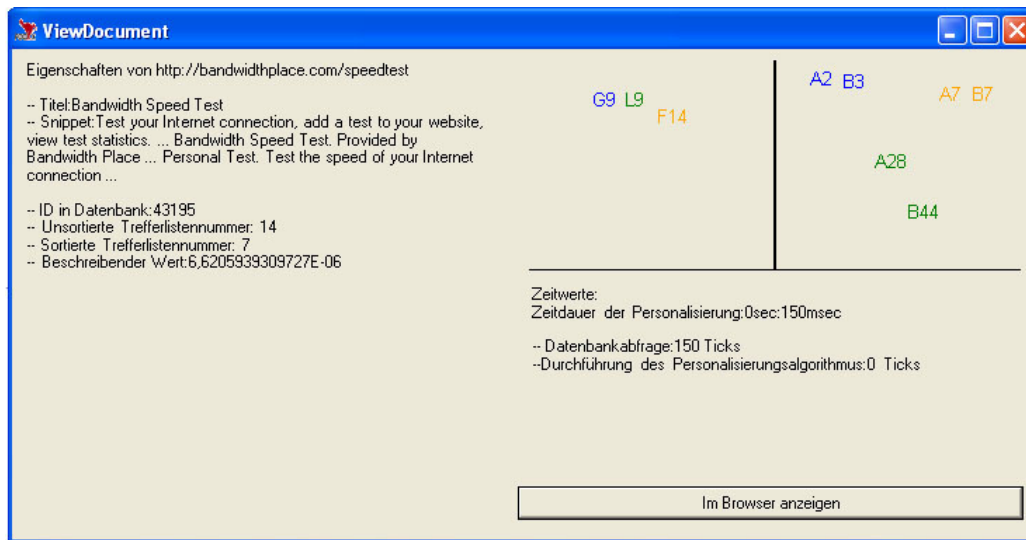 ViewDocument
Eigenschaften von http://bandwidthplace.com/speedtest
-- Titel:Bandwidth Speed Test
-- Snippet:Test your Internet connection, add a test to your website,
view test statistics. ... Bandwidth Speed Test. Provided by
Bandwidth Place ... Personal Test. Test the speed of your Internet
connection ...
-- ID in Datenbank:43195
-- Unsortierte Trefferlistennummer: 14
-- Sortierte Trefferlistennummer: 7
-- Beschreibender Wert:6,6205939309727E-06
G9 L9
F14
A2 B3
A7 B7
A28
B44
Zeitwerte:
Zeitdauer der Personalisierung:0sec:150msec
-- Datenbankabfrage:150 Ticks
--Durchführung des Personalisierungsalgorithmus:0 Ticks
Im Browser anzeigen